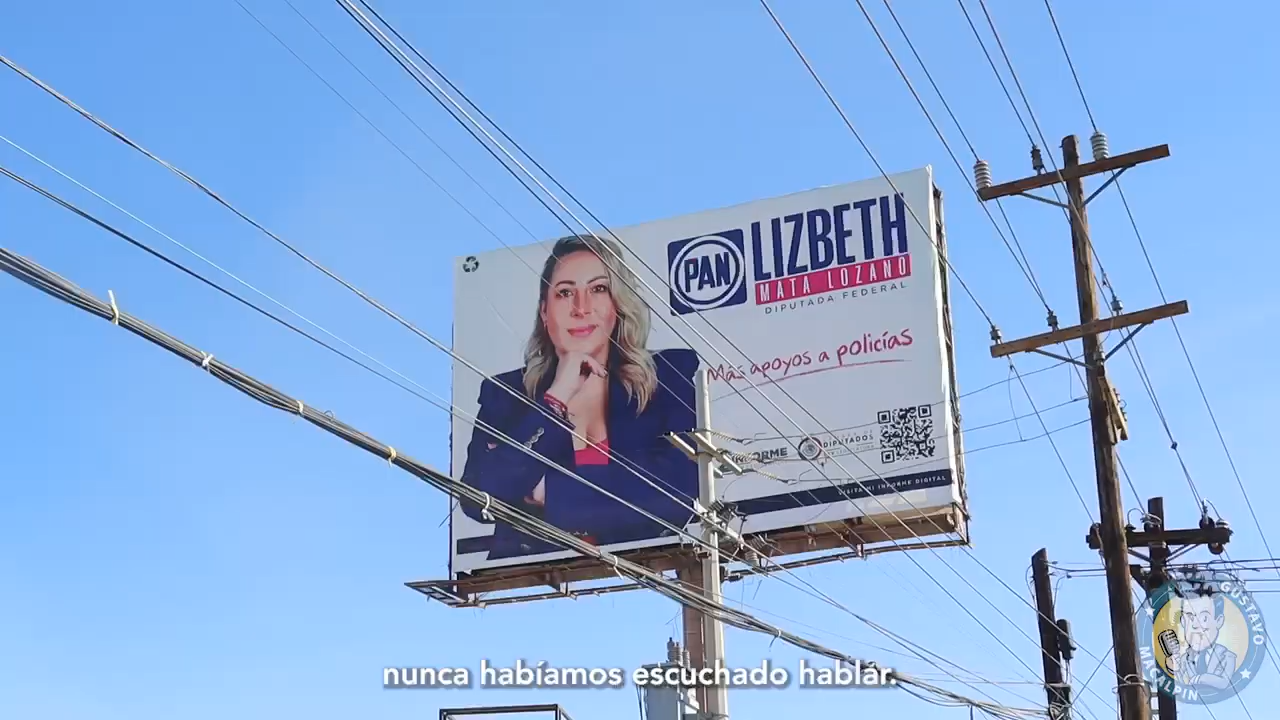 PAN
LIZBETH
MATA LOZANO
DIPUTADA FEDERAL
Más apoyos a policías
INFORME
DIPUTADOS
VISITA MI INFORME DIGITAL
nunca habíamos escuchado hablar.
GUSTAVO
MACALPIN